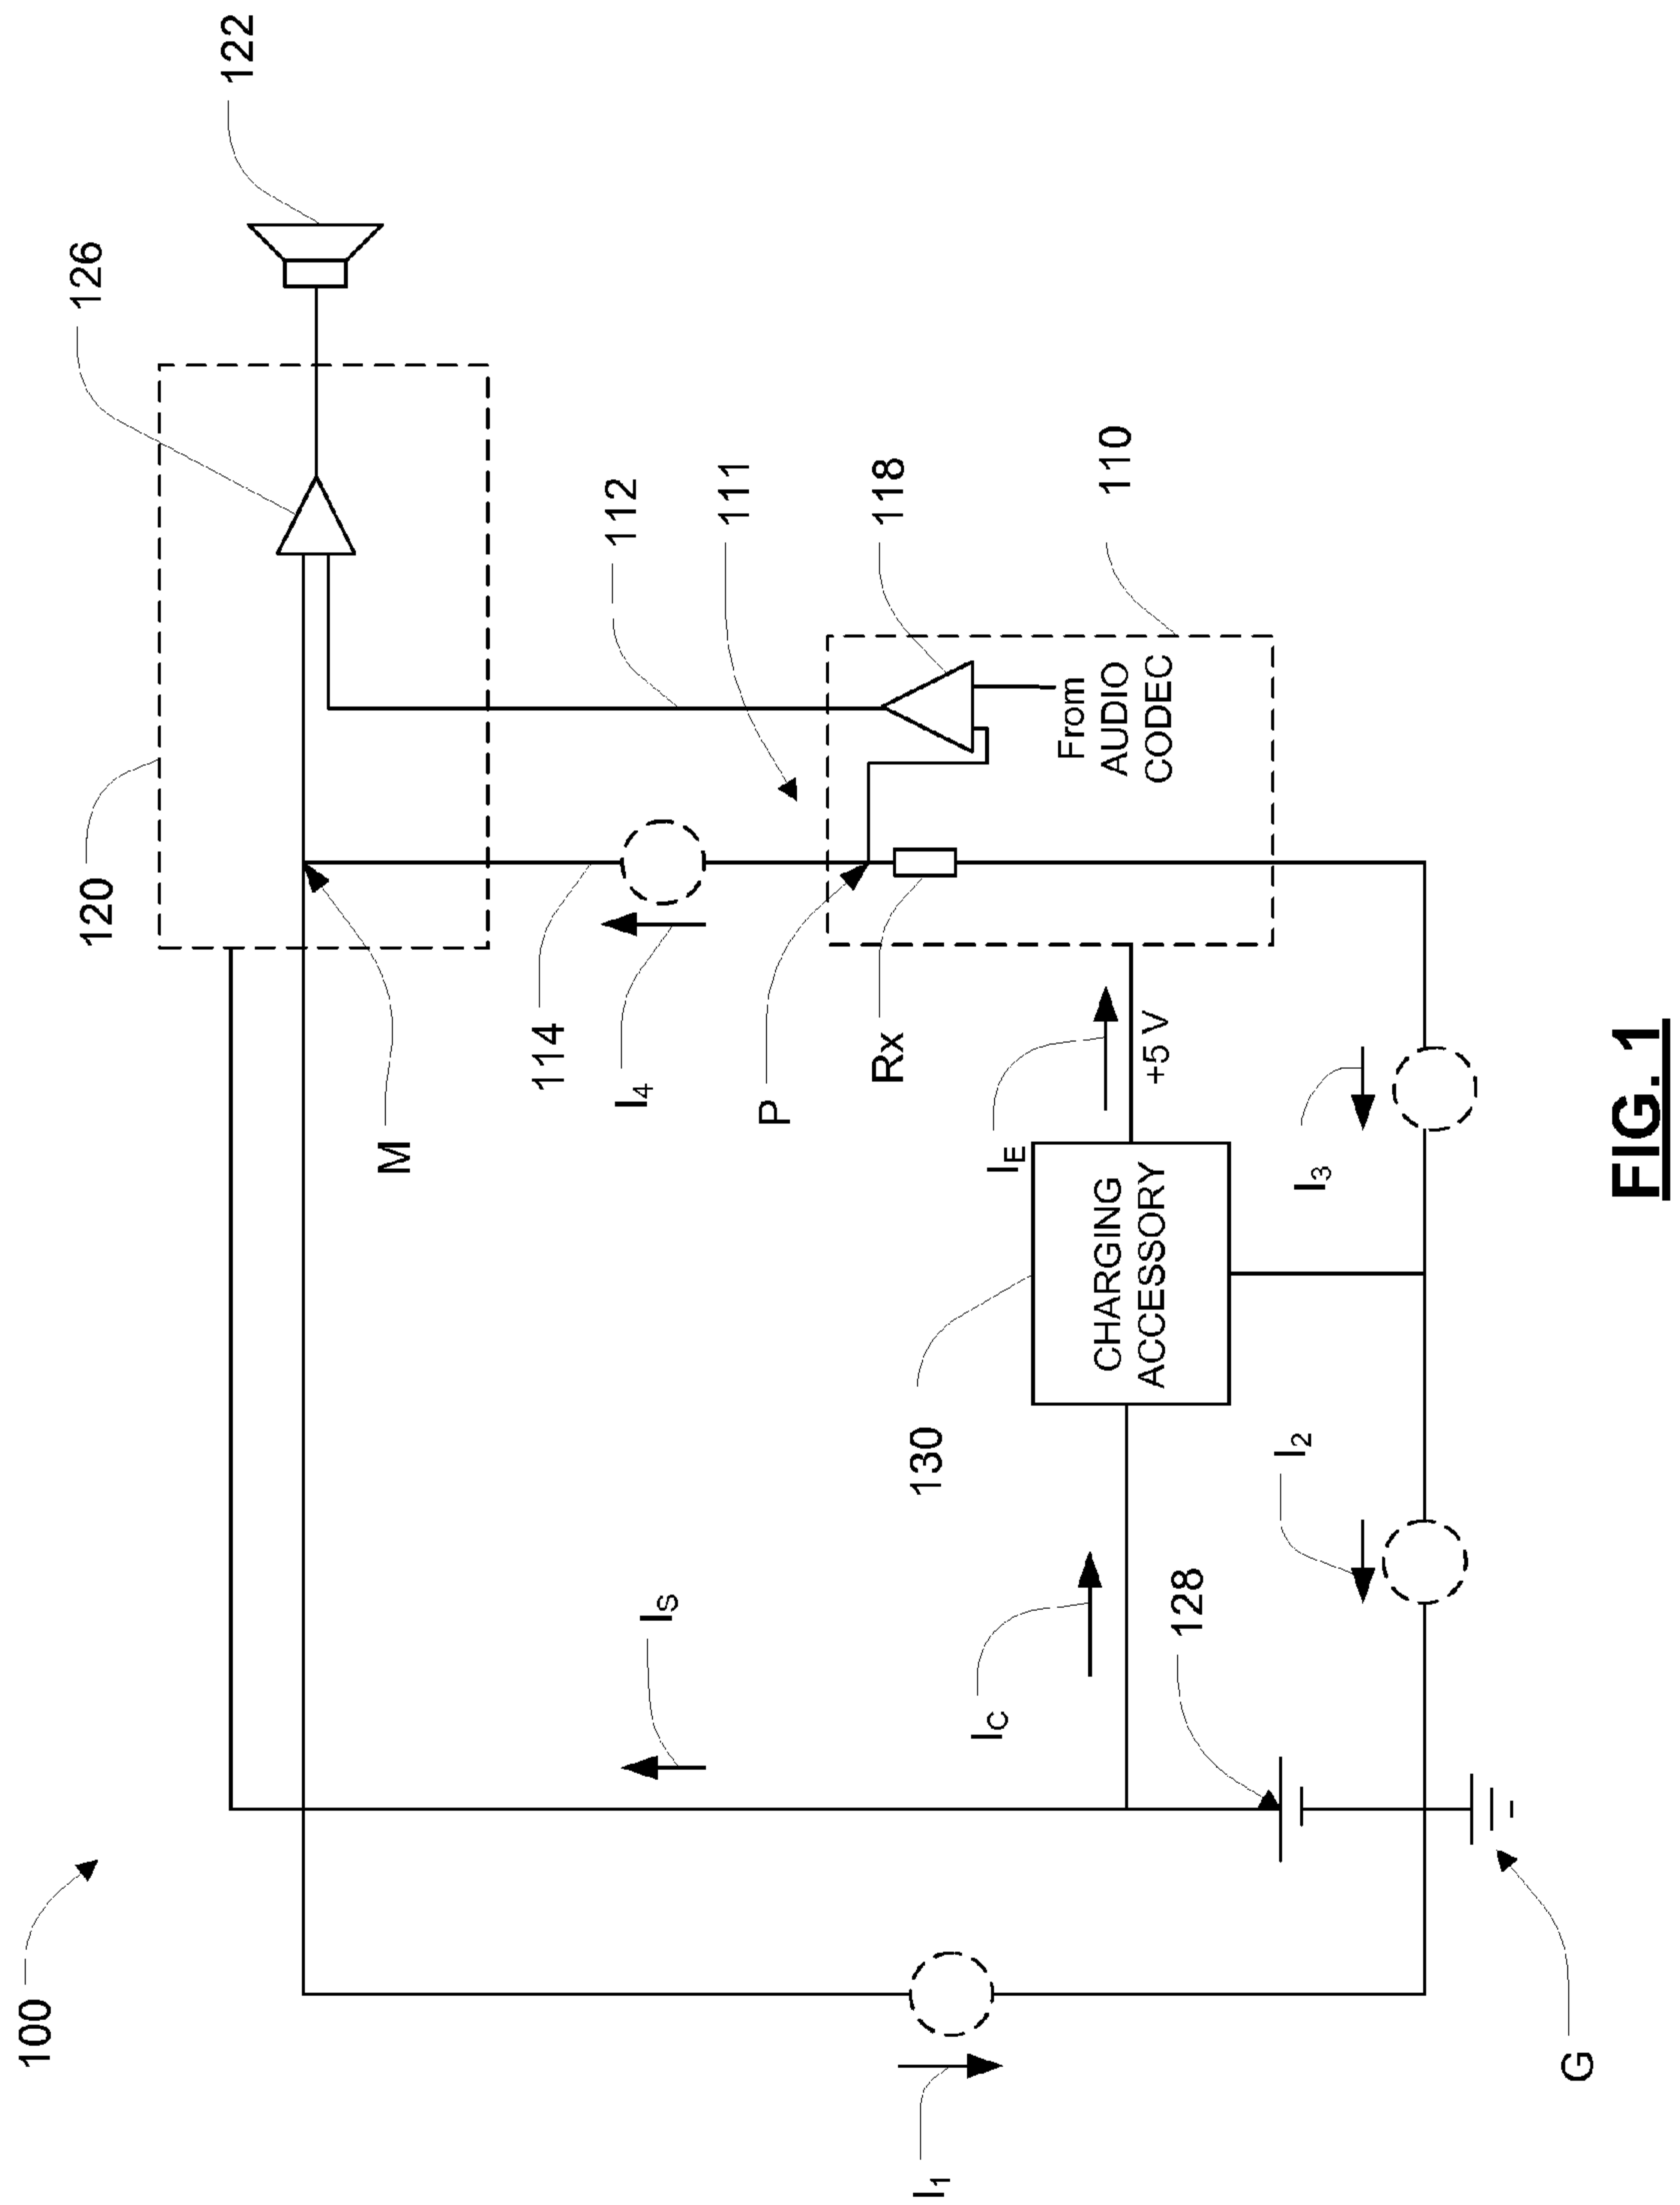 100
120
126
122
M
114
I4
112
111
118
110
P
Rx
From
AUDIO
CODEC
IS
IC
130
CHARGING
ACCESSORY
IE
+5 V
128
I1
I2
I3
G
FIG. 1